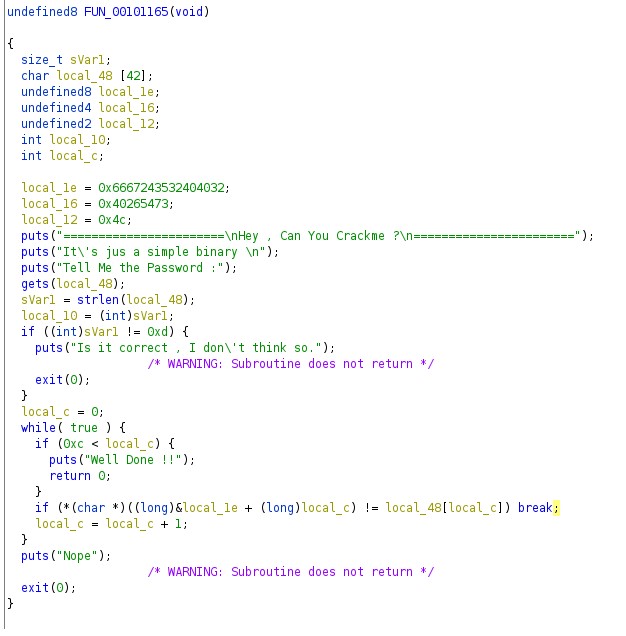 undefined8 FUN_00101165(void)
{
size_t sVar1;
char local_48 [42];
undefined8 local_1e;
undefined4 local_16;
undefined2 local_12;
int local_10;
int local_c;
local_1e = 0x6667243532404032;
local_16 = 0x40265473;
local_12 = 0x4c;
puts("=======================\nHey , Can You Crackme ?\n=======================");
puts("It\'s jus a simple binary \n");
puts("Tell Me the Password :");
gets(local_48);
sVar1 = strlen(local_48);
local_10 = (int)sVar1;
if ((int)sVar1 != 0xd) {
puts("Is it correct , I don\'t think so.");
/* WARNING: Subroutine does not return */
exit(0);
}
local_c = 0;
while( true ) {
if (0xc < local_c) {
puts("Well Done !!");
return 0;
}
if (*(char *)((long)&local_1e + (long)local_c) != local_48[local_c]) break;
local_c = local_c + 1;
}
puts("Nope");
/* WARNING: Subroutine does not return */
exit(0);
}